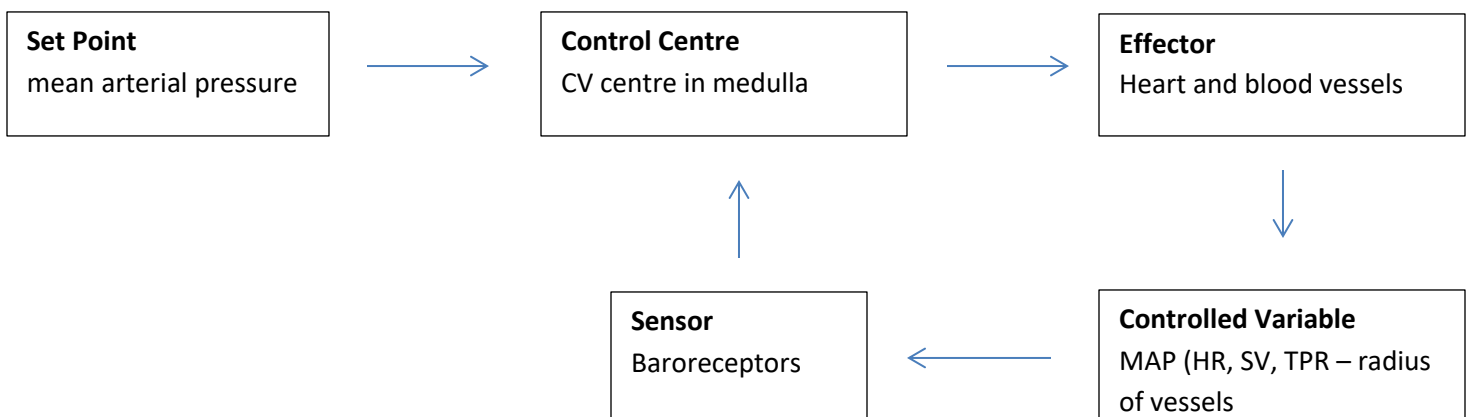 Set Point
mean arterial pressure
Control Centre
CV centre in medulla
Effector
Heart and blood vessels
Sensor
Baroreceptors
Controlled Variable
MAP (HR, SV, TPR – radius
of vessels